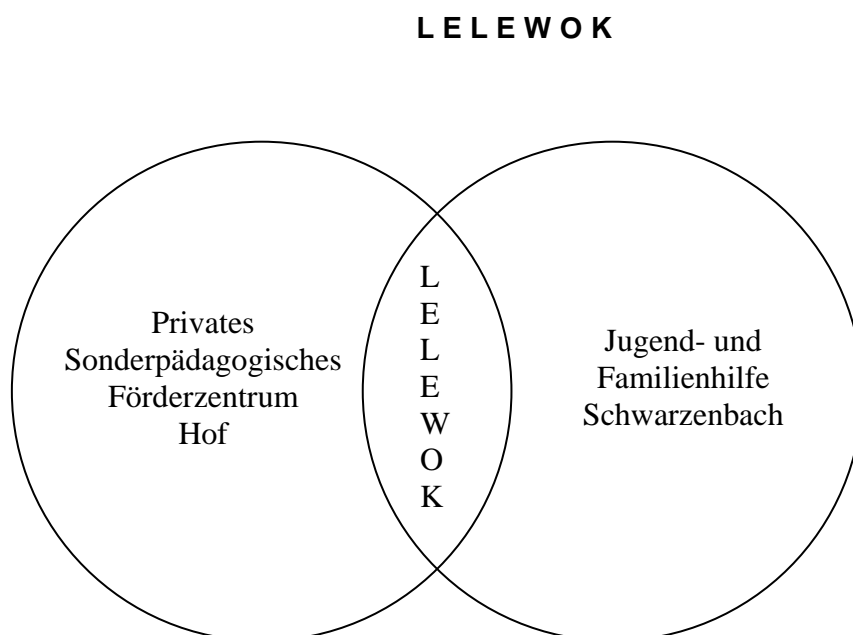 L E L E W O K
Privates
Sonderpädagogisches
Förderzentrum
Hof
L
E
L
E
W
O
K
Jugend- und
Familienhilfe
Schwarzenbach